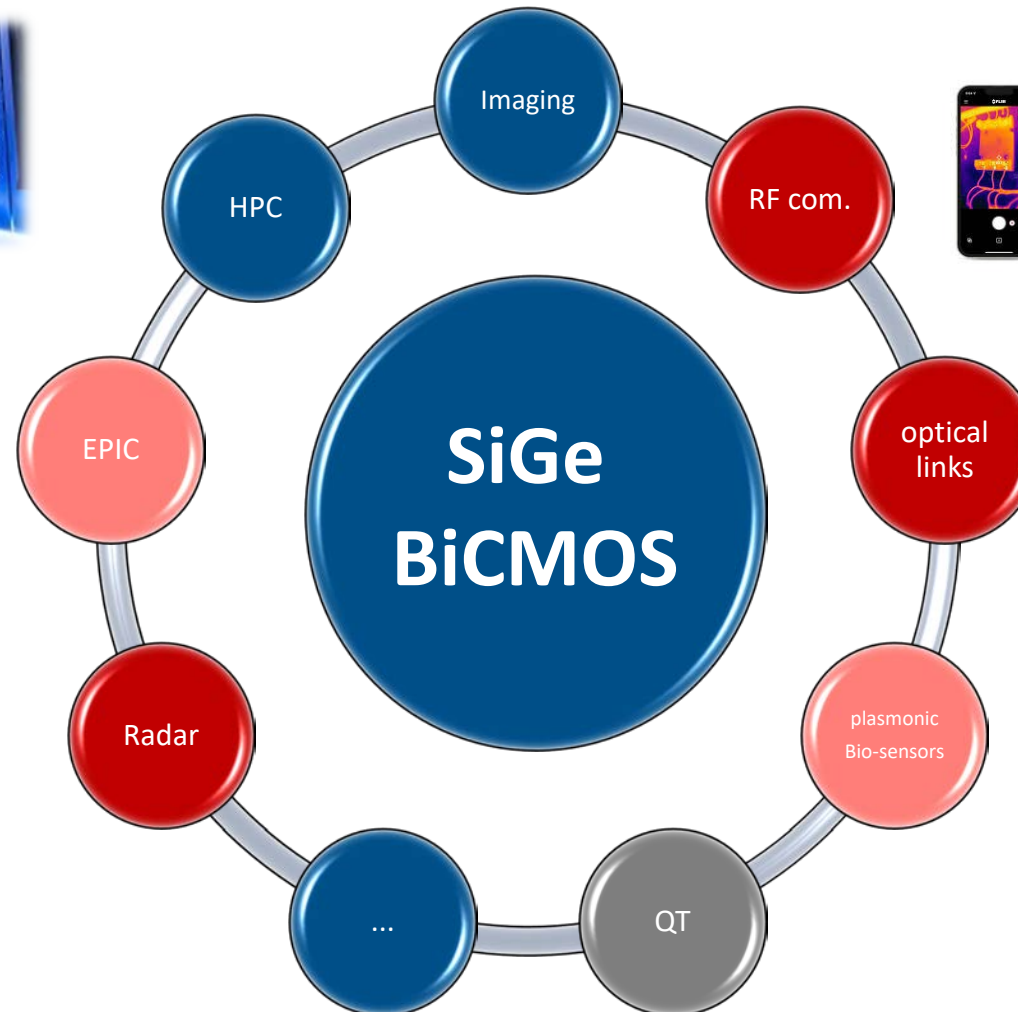 Imaging
RF com.
HPC
optical
links
EPIC
SiGe
BiCMOS
plasmonic
Bio-sensors
Radar
QT
...